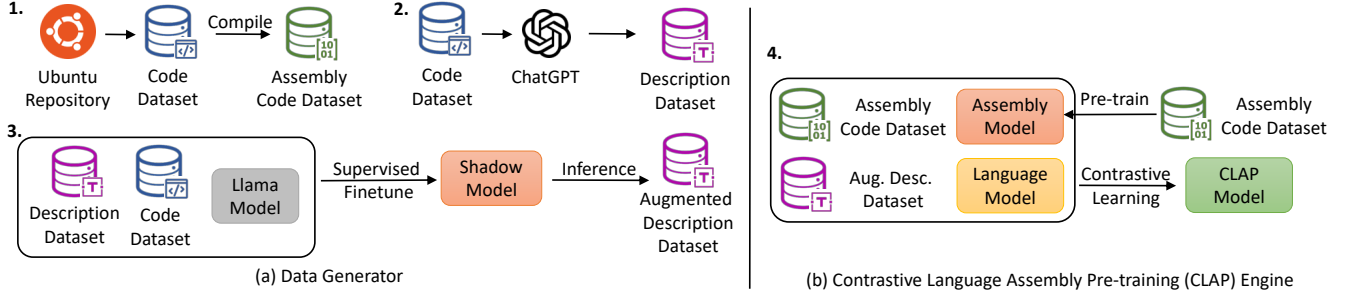 1.
Ubuntu
Repository
Code
Dataset
Compile
Assembly
Code Dataset
2.
Code
Dataset
ChatGPT
Description
Dataset
3.
Description
Dataset
Code
Dataset
Llama
Model
Supervised
Finetune
Shadow
Model
Inference
Augmented
Description
Dataset
(a) Data Generator
4.
Assembly
Code Dataset
Assembly
Model
Pre-train
Assembly
Code Dataset
Aug. Desc.
Dataset
Language
Model
Contrastive
Learning
CLAP
Model
(b) Contrastive Language Assembly Pre-training (CLAP) Engine